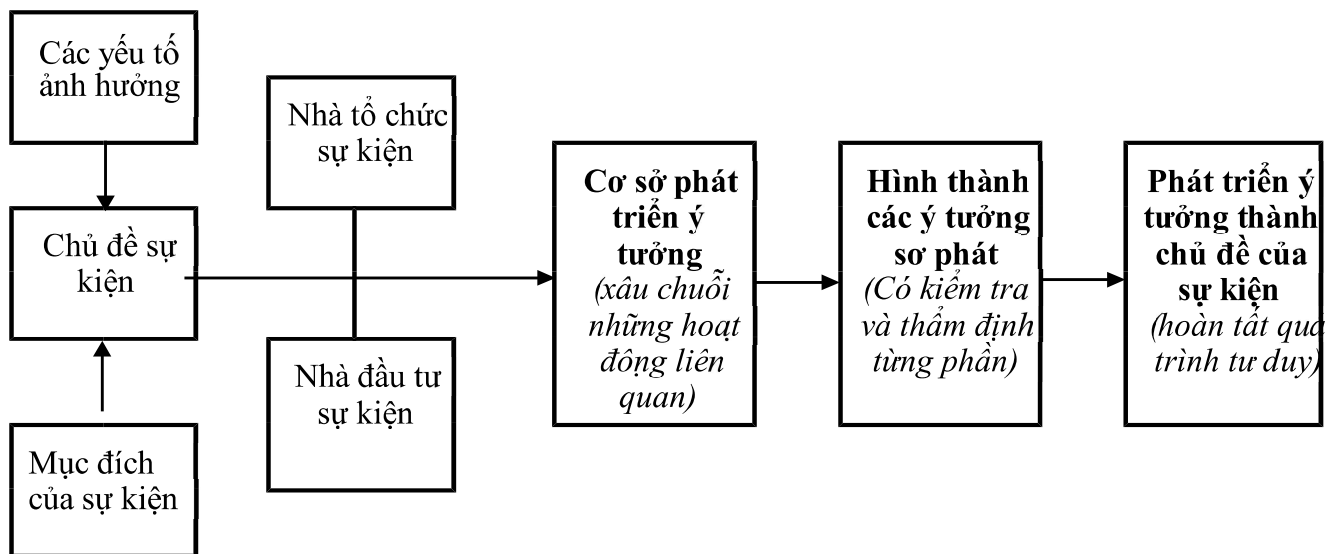 Các yếu tố
ảnh hưởng
Chủ đề sự
kiện
Mục đích
của sự kiện
Nhà tổ chức
sự kiện
Nhà đầu tư
sự kiện
Cơ sở phát
triển ý
tưởng
(xâu chuỗi
những hoạt
động liên
quan)
Hình thành
các ý tưởng
sơ phát
(Có kiểm tra
và thẩm định
từng phần)
Phát triển ý
tưởng thành
chủ đề của
sự kiện
(hoàn tất quá
trình tư duy)